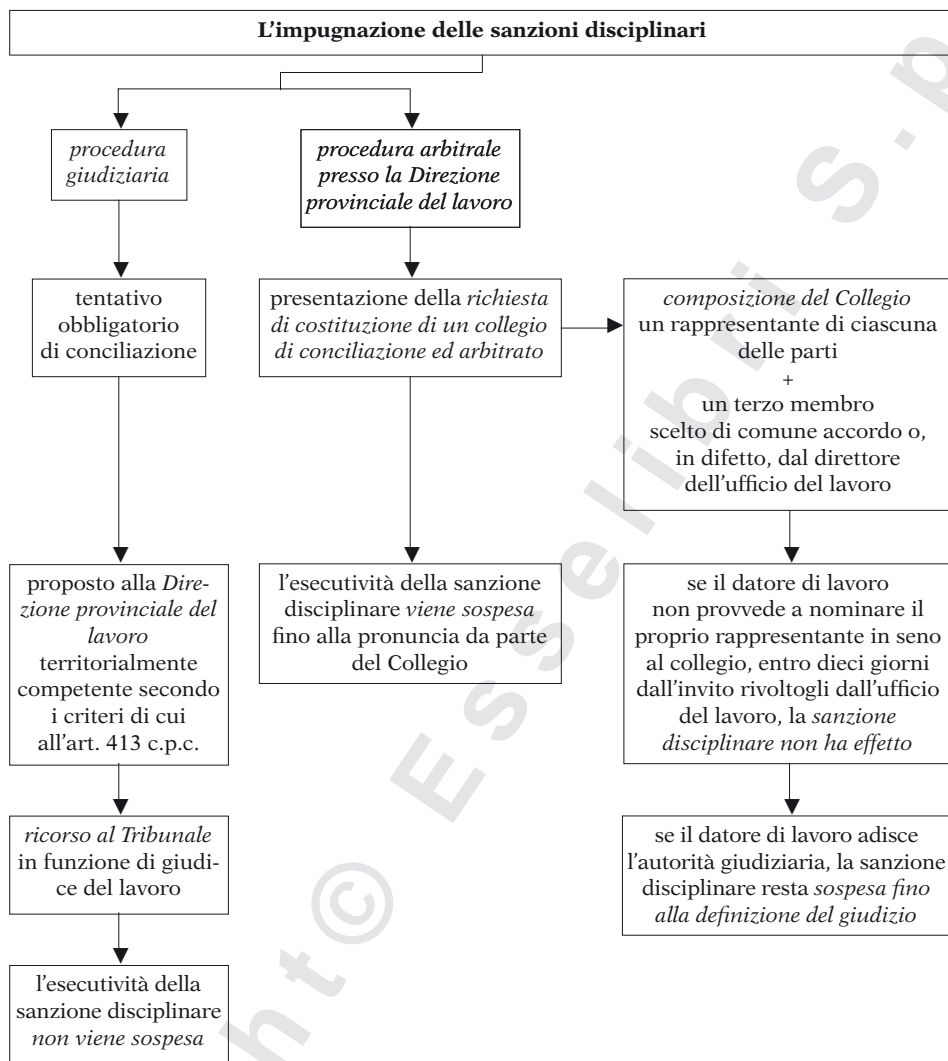 L'impugnazione delle sanzioni disciplinari
procedura
giudiziaria
procedura arbitrale
presso la Direzione
provinciale del lavoro
tentativo
obbligatorio
di conciliazione
presentazione della richiesta
di costituzione di un collegio
di conciliazione ed arbitrato
composizione del Collegio
un rappresentante di ciascuna
delle parti
+
un terzo membro
scelto di comune accordo o,
in difetto, dal direttore
dell'ufficio del lavoro
proposto alla Dire-
zione provinciale del
lavoro
territorialmente
competente secondo
i criteri di cui
all'art. 413 c.p.c.
l'esecutività della sanzione
disciplinare viene sospesa
fino alla pronuncia da parte
del Collegio
se il datore di lavoro
non provvede a nominare il
proprio rappresentante in seno
al collegio, entro dieci giorni
dall'invito rivoltogli dall'ufficio
del lavoro, la sanzione
disciplinare non ha effetto
ricorso al Tribunale
in funzione di giudi-
ce del lavoro
se il datore di lavoro adisce
l'autorità giudiziaria, la sanzione
disciplinare resta sospesa fino
alla definizione del giudizio
l'esecutività della
sanzione disciplinare
non viene sospesa
ht© Esselibri S.p